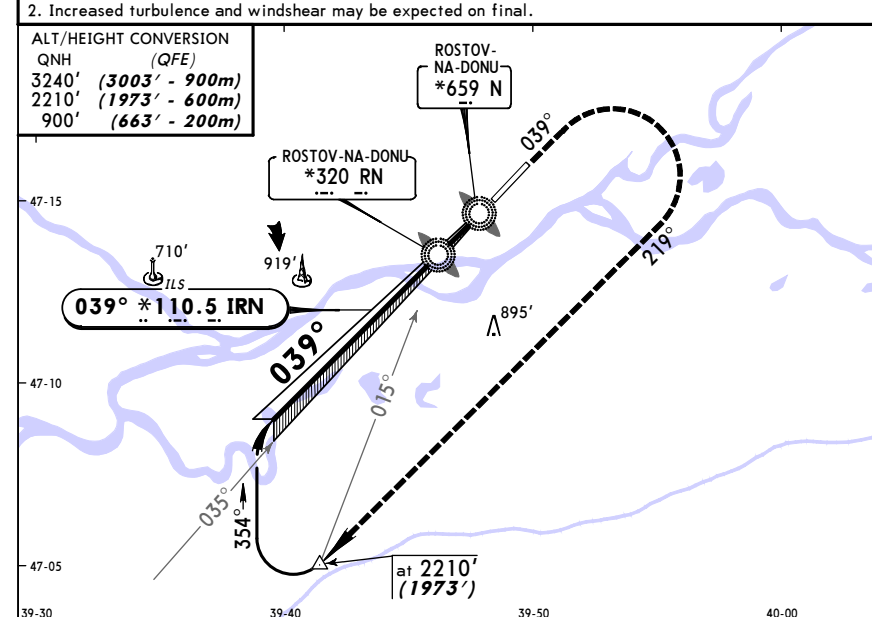 2. Increased turbulence and windshear may be expected on final.
ALT/HEIGHT CONVERSION
QNH (QFE)
3240' (3003' - 900m)
2210' (1973' - 600m)
900' (663' - 200m)
ROSTOV-
NA-DONU
*659 N
ROSTOV-NA-DONU
*320 RN
039°
47-15
219°
710'
919'
ILS
039° *110.5 IRN
895'
039°
47-10
015°
035°
354°
47-05
at 2210'
(1973')
39-30
39-40
39-50
40-00